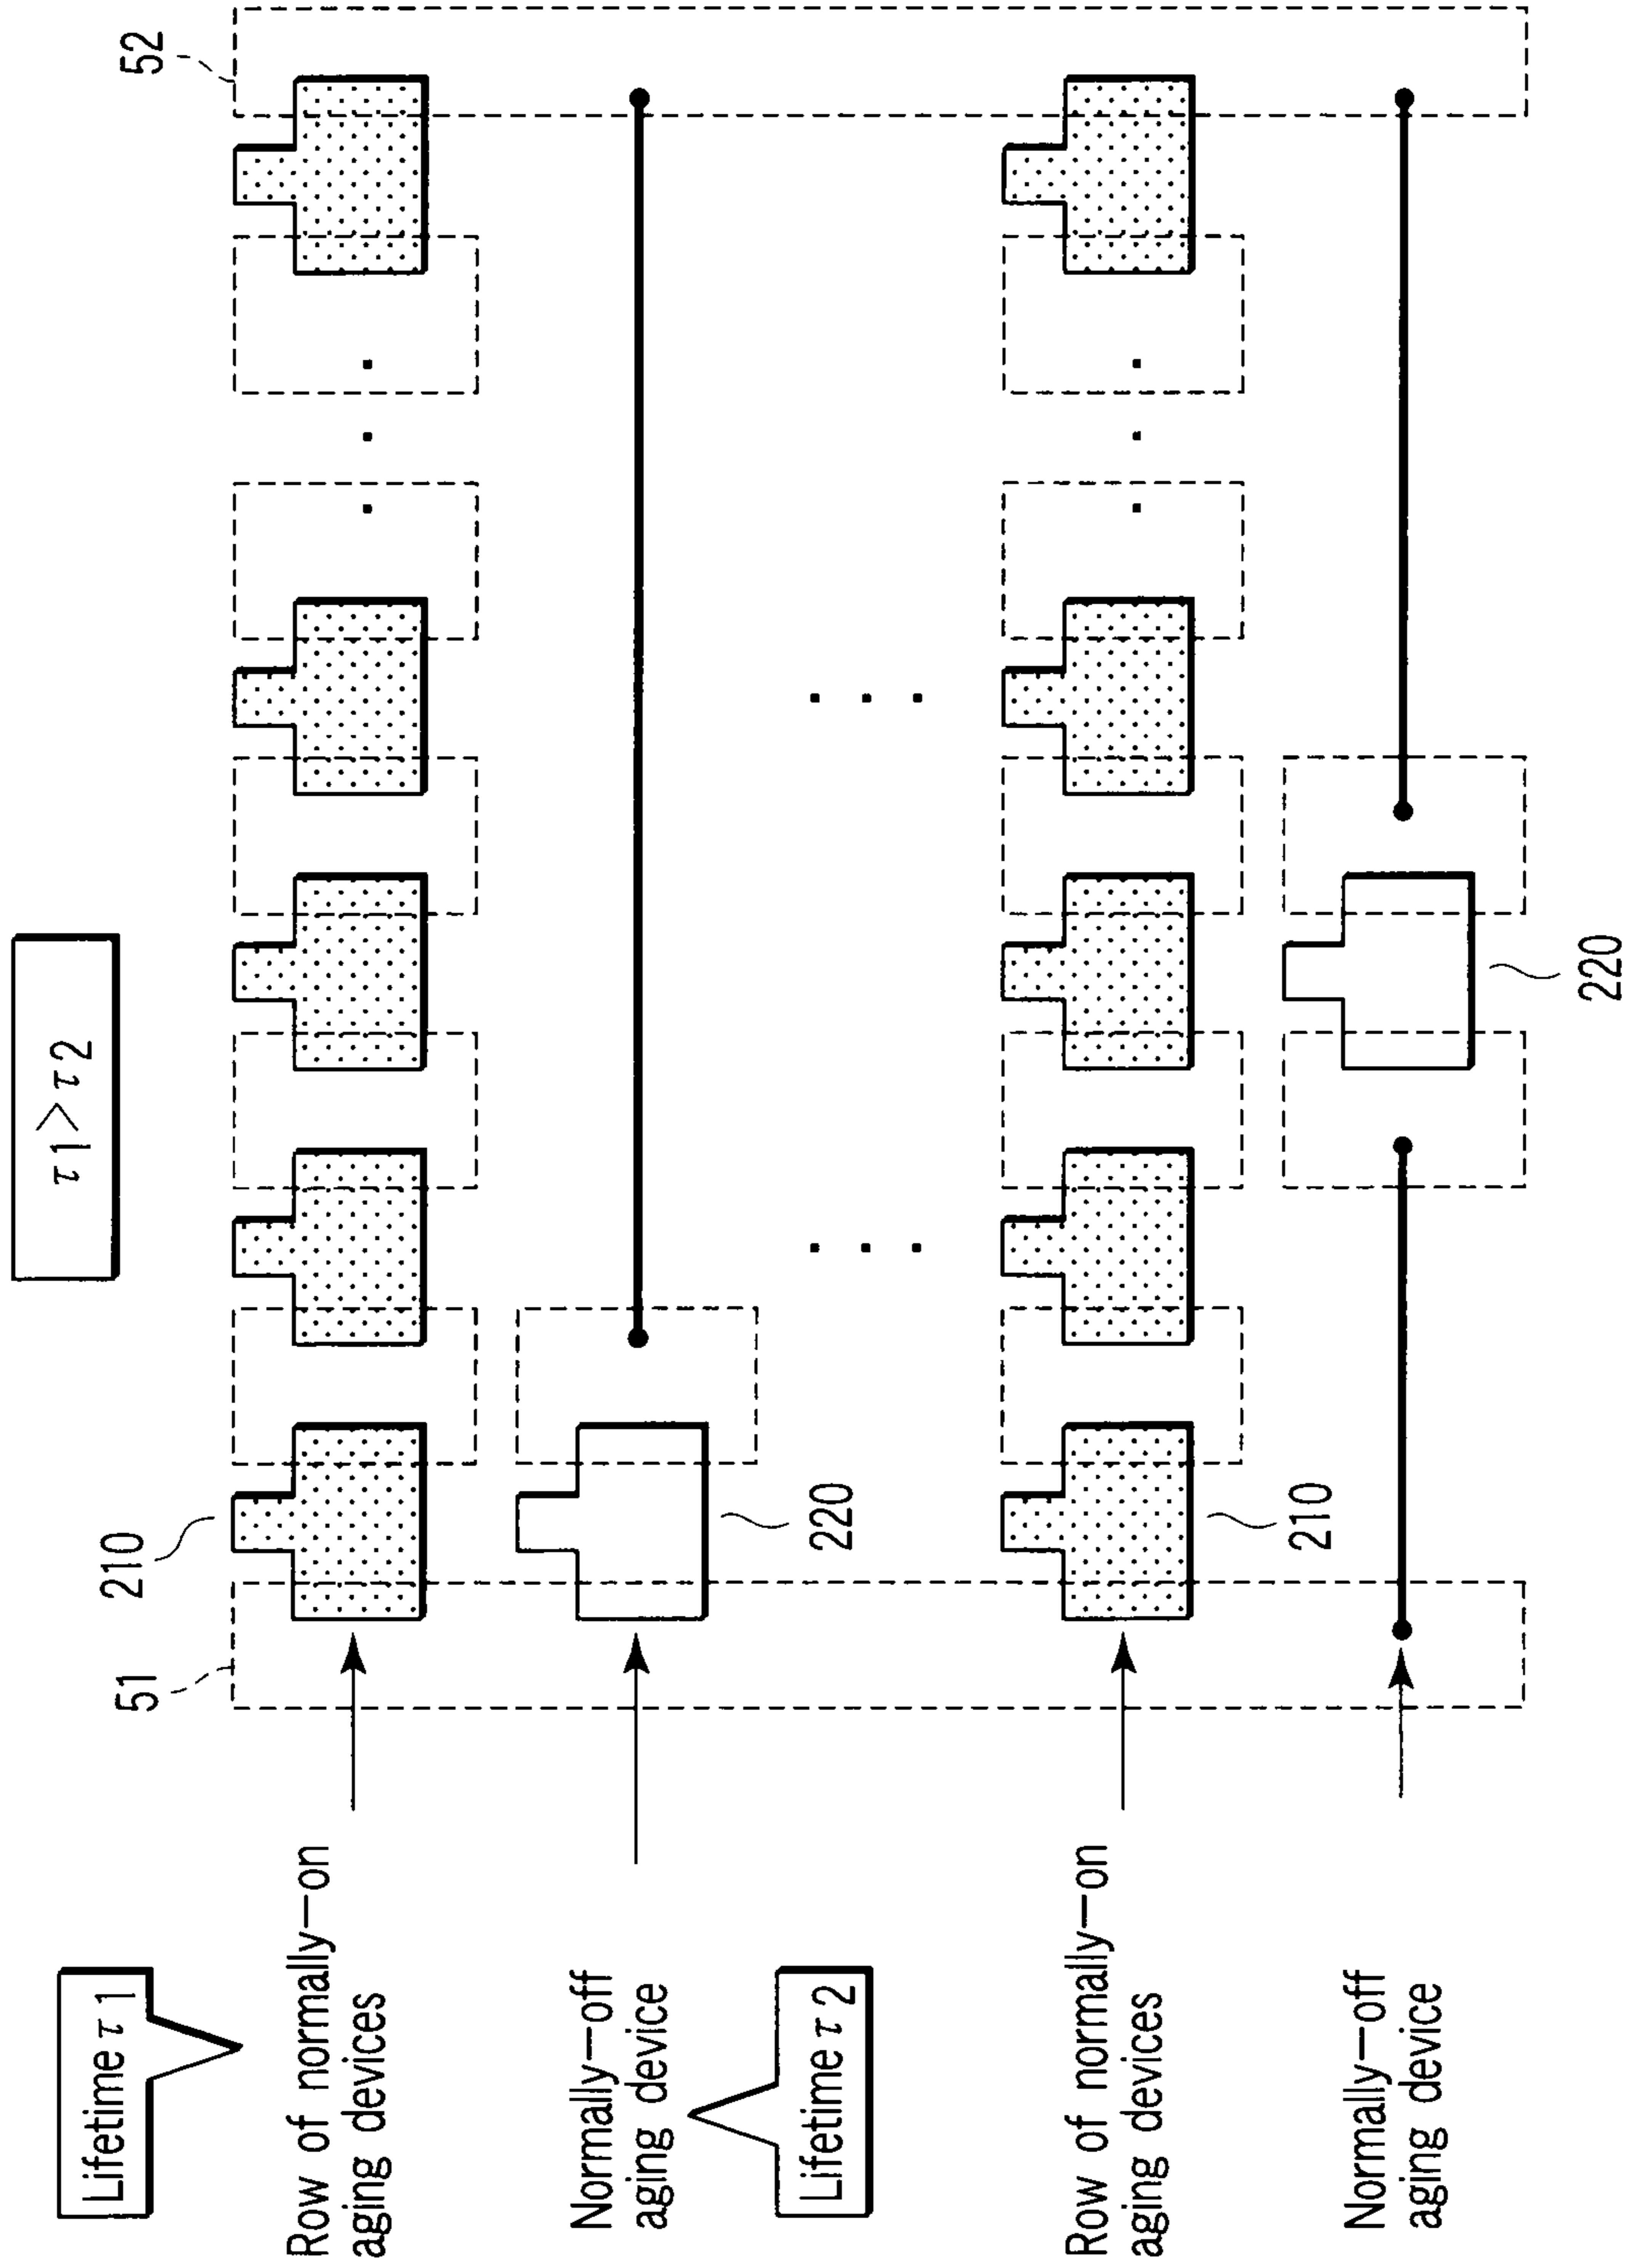 τ1>τ2
Lifetime τ1
210
51
52
Row of normally-on
aging devices
Normally-off
aging device
220
Lifetime τ2
Row of normally-on
aging devices
210
Normally-off
aging device
220